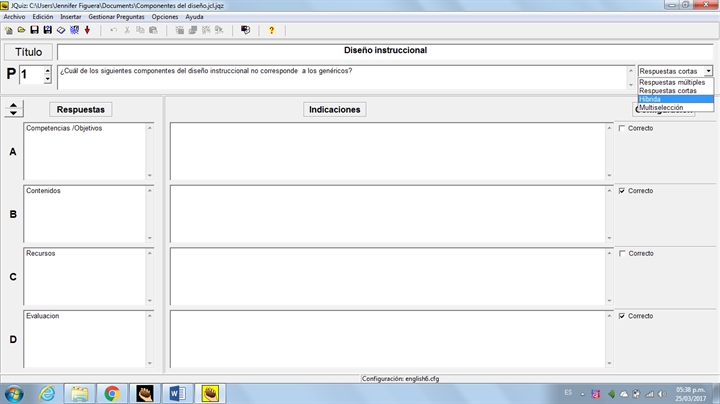 JQuiz: C:\Users\Jennifer Figuera\Documents\Componentes del diseño.jcl.jqz
Archivo Edición Insertar Gestionar Preguntas Opciones Ayuda
Título
Diseño instruccional
P 1
¿Cuál de los siguientes componentes del diseño instruccional no corresponde a los genéricos?
Respuestas cortas
Respuestas múltiples
Respuestas cortas
Híbrida
Multiselección
Respuestas
Indicaciones
A
Competencias /Objetivos
Correcto
B
Contenidos
Correcto
C
Recursos
Correcto
D
Evaluacion
Correcto
Configuración: english6.cfg
ES
05:38 p.m.
25/03/2017